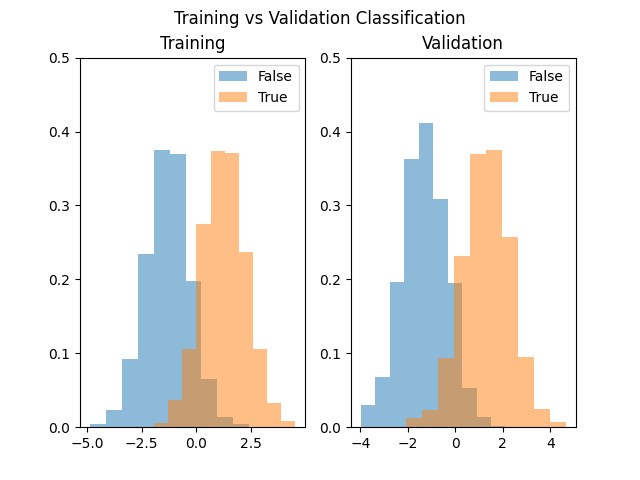 Training vs Validation Classification
Training
Validation
0.5
0.4
0.3
0.2
0.1
0.0
−5.0 −2.5 0.0 2.5
False
True
0.5
0.4
0.3
0.2
0.1
0.0
−4 −2 0 2 4
False
True